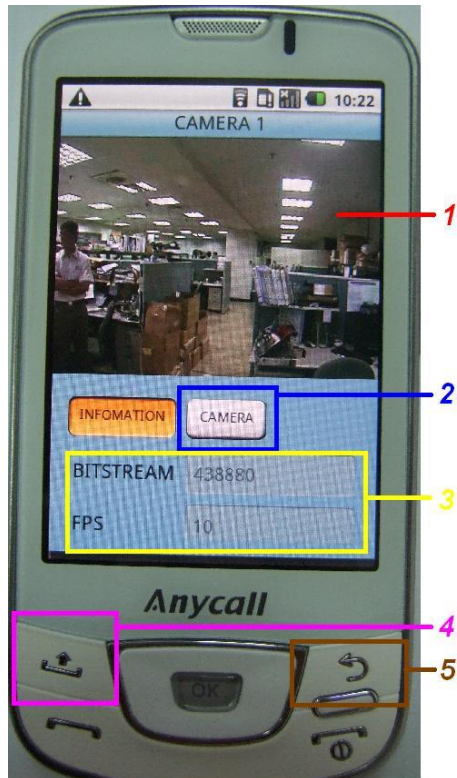 10:22
CAMERA 1
1
2
INFOMATION
CAMERA
BITSTREAM 438880
3
FPS 10
Anycall
4
OK
5